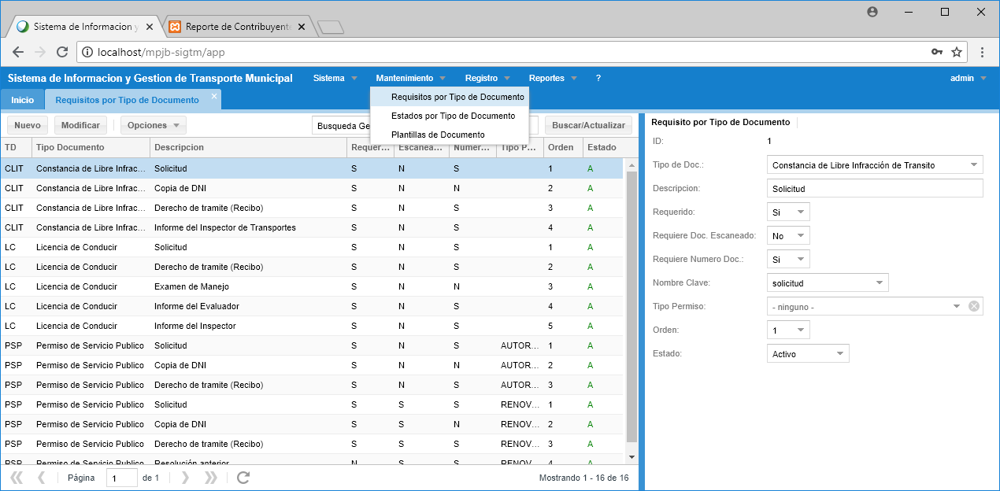 Sistema de Informacion y
Reporte de Contribuyente
localhost/mpjb-sigtm/app
Sistema de Informacion y Gestion de Transporte Municipal
Sistema
Mantenimiento
Registro
Reportes
?
admin
Inicio
Requisitos por Tipo de Documento
Requisitos por Tipo de Documento
Estados por Tipo de Documento
Plantillas de Documento
Nuevo
Modificar
Opciones
Busqueda Ge
Buscar/Actualizar
TD Tipo Documento Descripcion Requer... Escanea... Numer... Tipo P... Orden Estado
CLIT Constancia de Libre Infrac... Solicitud S N S 1 A
CLIT Constancia de Libre Infrac... Copia de DNI S N N 2 A
CLIT Constancia de Libre Infrac... Derecho de tramite (Recibo) S N S 3 A
CLIT Constancia de Libre Infrac... Informe del Inspector de Transportes S N S 4 A
LC Licencia de Conducir Solicitud S N S 1 A
LC Licencia de Conducir Derecho de tramite (Recibo) S N S 2 A
LC Licencia de Conducir Examen de Manejo S N N 3 A
LC Licencia de Conducir Informe del Evaluador S N S 4 A
LC Licencia de Conducir Informe del Inspector S N S 5 A
PSP Permiso de Servicio Publico Solicitud S N S AUTOR... 1 A
PSP Permiso de Servicio Publico Copia de DNI S N N AUTOR... 2 A
PSP Permiso de Servicio Publico Derecho de tramite (Recibo) S N S AUTOR... 3 A
PSP Permiso de Servicio Publico Solicitud S S S RENOV... 1 A
PSP Permiso de Servicio Publico Copia de DNI S S N RENOV... 2 A
PSP Permiso de Servicio Publico Derecho de tramite (Recibo) S S S RENOV... 3 A
PSP Permiso de Servicio Publico Resolución anterior N S S RENOV... 4 A
Página 1 de 1
Mostrando 1 - 16 de 16
Requisito por Tipo de Documento
ID: 1
Tipo de Doc.: Constancia de Libre Infracción de Transito
Descripcion: Solicitud
Requerido: Si
Requiere Doc. Escaneado: No
Requiere Numero Doc.: Si
Nombre Clave: solicitud
Tipo Permiso: - ninguno -
Orden: 1
Estado: Activo